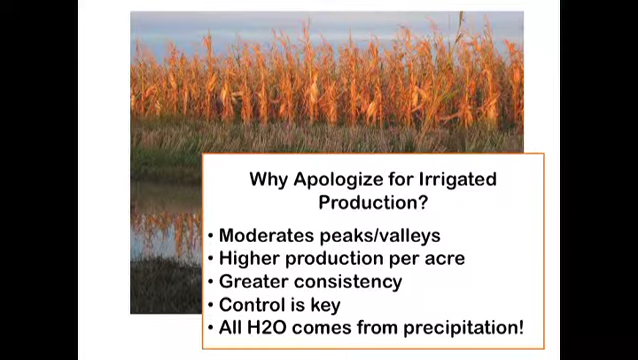 Why Apologize for Irrigated
Production?
• Moderates peaks/valleys
• Higher production per acre
• Greater consistency
• Control is key
• All H2O comes from precipitation!